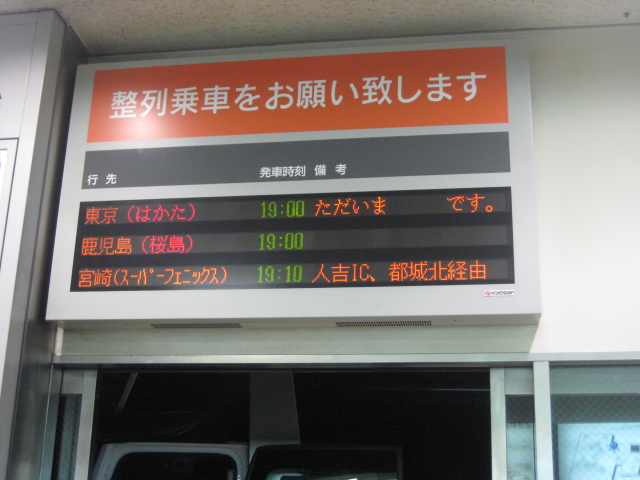 整列乗車をお願い致します
行先 発車時刻 備考
東京(はかた) 19:00 ただいま です。
鹿児島(桜島) 19:00
宮崎(スーパーフェニックス) 19:10 人吉IC、都城北経由
KYOSAN